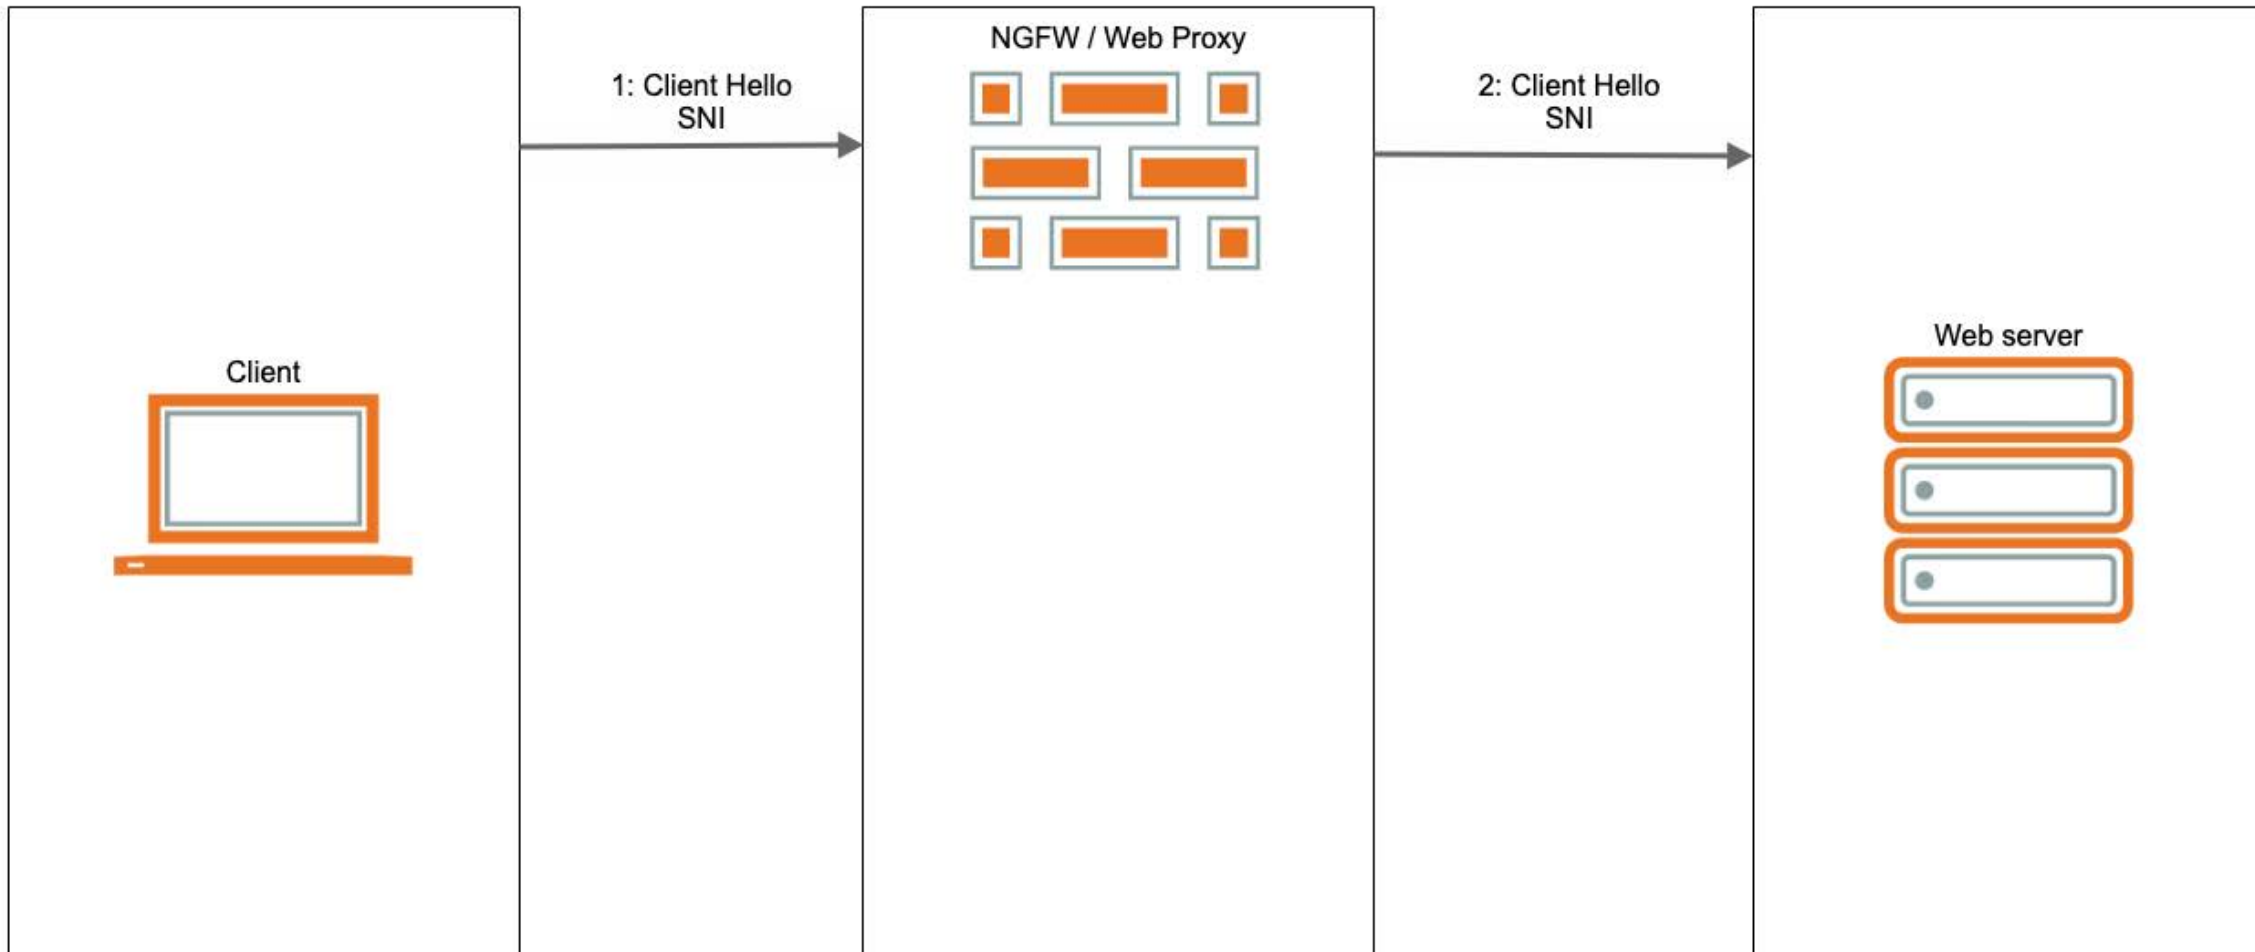 NGFW / Web Proxy
1: Client Hello
SNI
2: Client Hello
SNI
Client
Web server